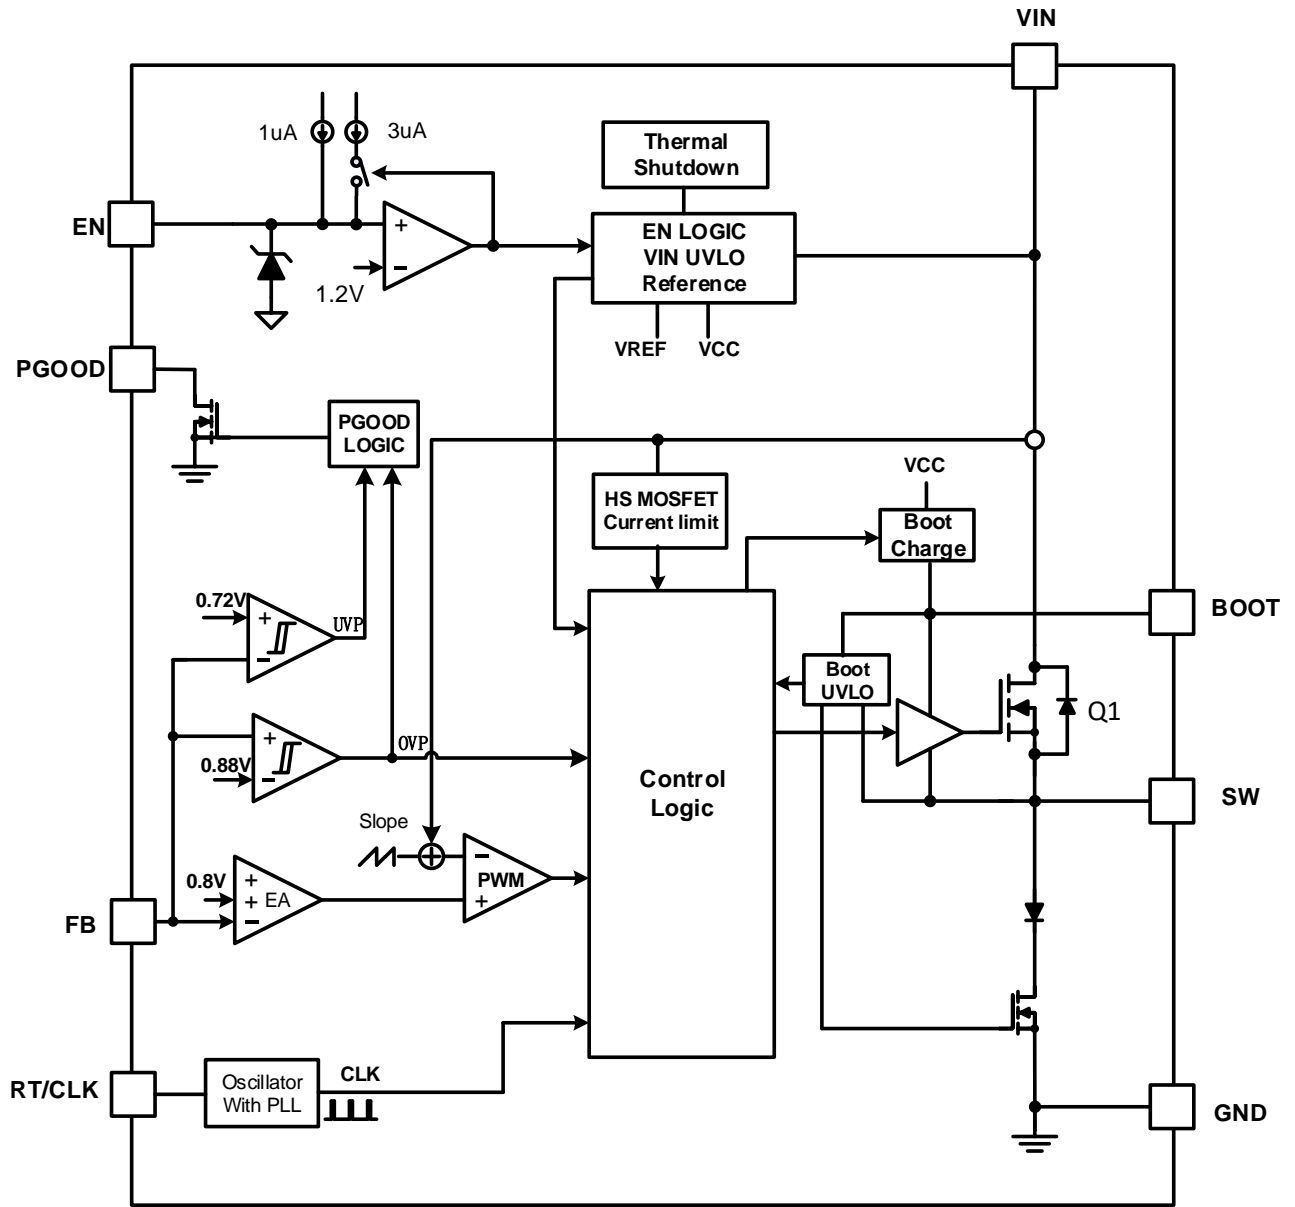 VIN
1uA
3uA
Thermal
Shutdown
EN
+
−
1.2V
EN LOGIC
VIN UVLO
Reference
VREF
VCC
PGOOD
PGOOD
LOGIC
VCC
HS MOSFET
Current limit
Boot
Charge
0.72V
+
−
UVP
BOOT
Boot
UVLO
Q1
+
0.88V
−
OVP
Control
Logic
SW
Slope
+
−
PWM
+
0.8V
+
+ EA
−
FB
RT/CLK
Oscillator
With PLL
CLK
GND